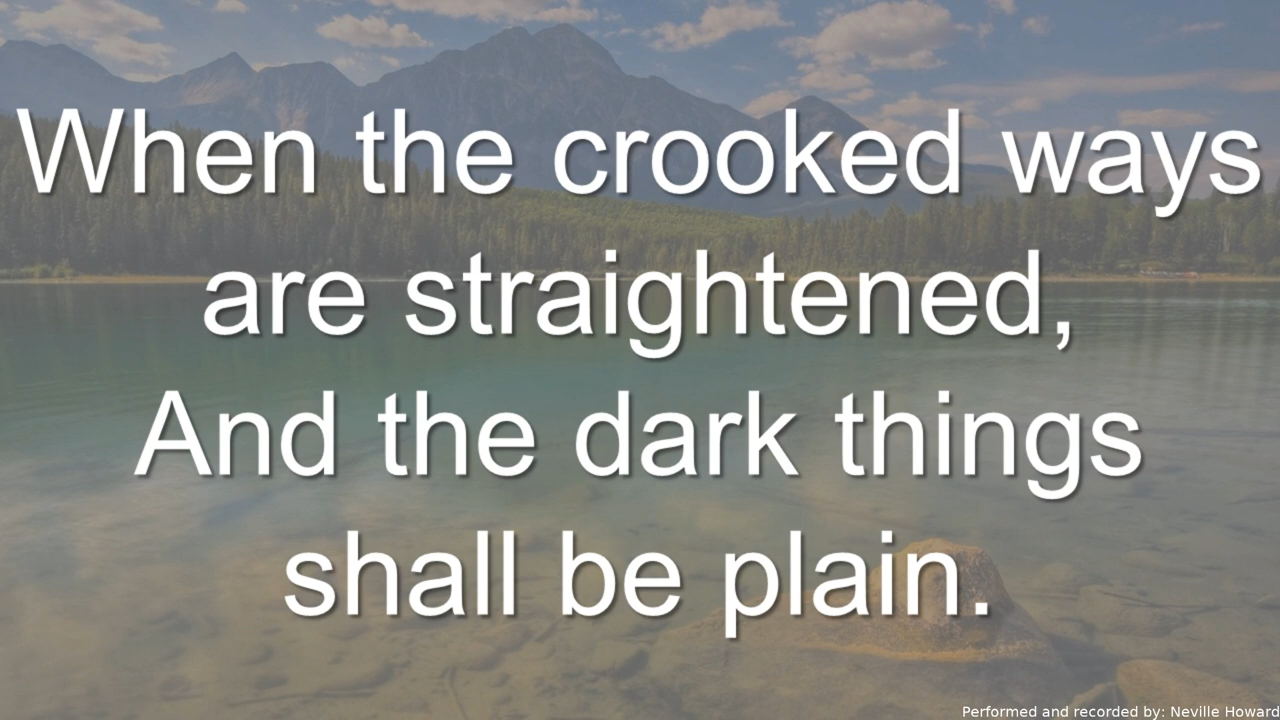 When the crooked ways
are straightened,
And the dark things
shall be plain.
Performed and recorded by: Neville Howard